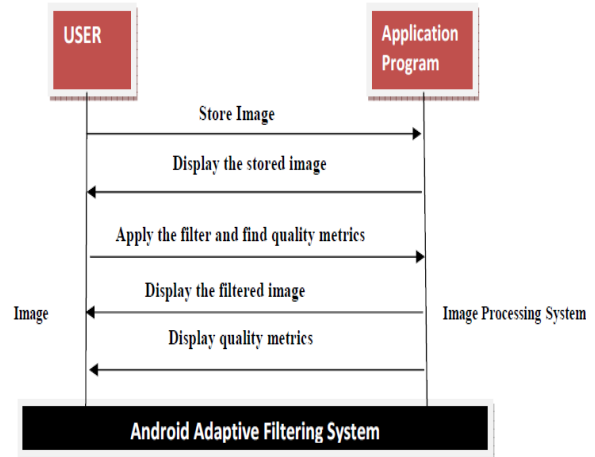 USER
Application
Program
Store Image
Display the stored image
Apply the filter and find quality metrics
Display the filtered image
Image
Image Processing System
Display quality metrics
Android Adaptive Filtering System